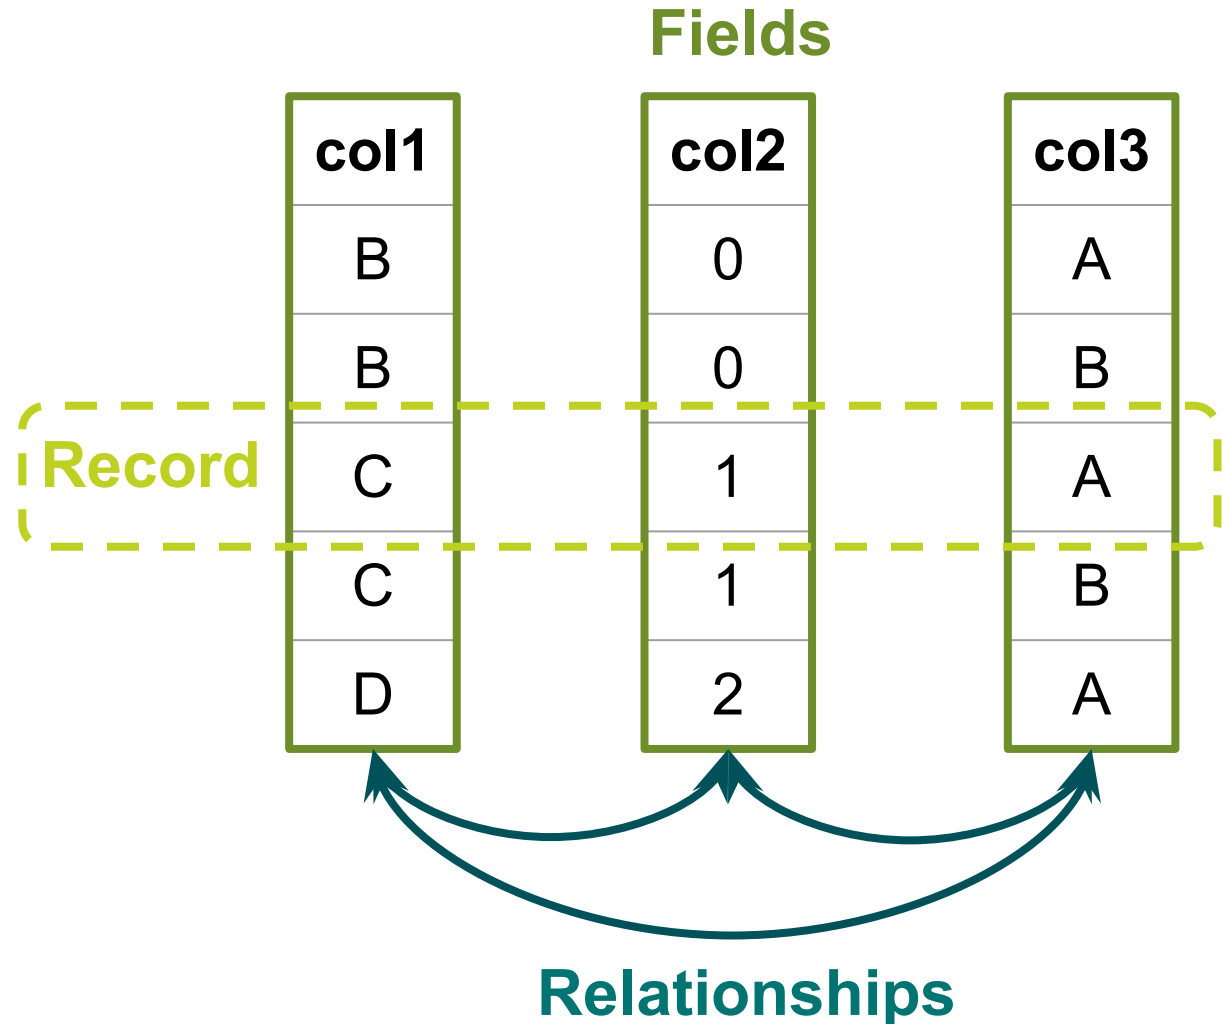 Fields
col1 col2 col3
B 0 A
B 0 B
Record C 1 A
C 1 B
D 2 A
Relationships